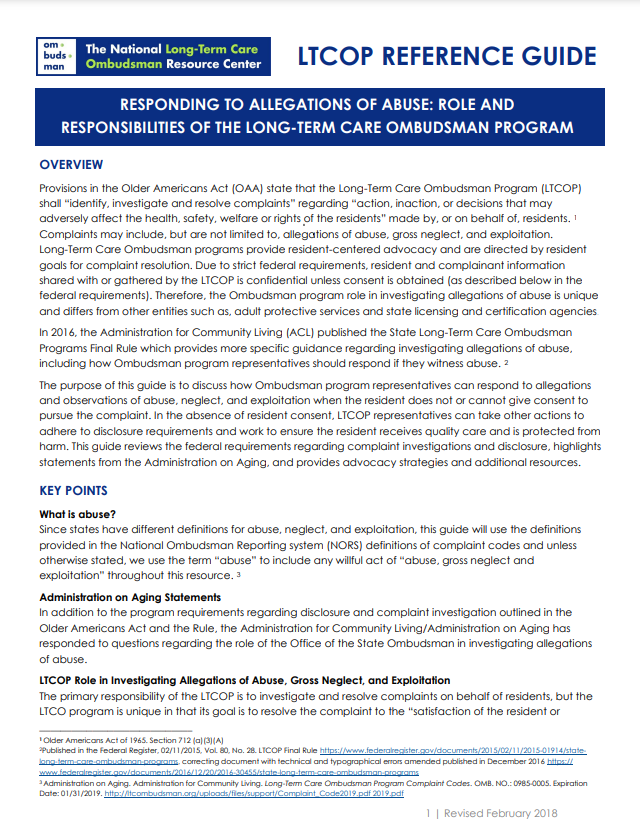 om•
buds•
man
The National Long-Term Care
Ombudsman Resource Center
LTCOP REFERENCE GUIDE
RESPONDING TO ALLEGATIONS OF ABUSE: ROLE AND
RESPONSIBILITIES OF THE LONG-TERM CARE OMBUDSMAN PROGRAM
OVERVIEW
Provisions in the Older Americans Act (OAA) state that the Long-Term Care Ombudsman Program (LTCOP)
shall “identify, investigate and resolve complaints” regarding “action, inaction, or decisions that may
adversely affect the health, safety, welfare or rights of the residents” made by, or on behalf of, residents. ¹
Complaints may include, but are not limited to, allegations of abuse, gross neglect, and exploitation.
Long-Term Care Ombudsman programs provide resident-centered advocacy and are directed by resident
goals for complaint resolution. Due to strict federal requirements, resident and complainant information
shared with or gathered by the LTCOP is confidential unless consent is obtained (as described below in the
federal requirements). Therefore, the Ombudsman program role in investigating allegations of abuse is unique
and differs from other entities such as, adult protective services and state licensing and certification agencies
In 2016, the Administration for Community Living (ACL) published the State Long-Term Care Ombudsman
Programs Final Rule which provides more specific guidance regarding investigating allegations of abuse,
including how Ombudsman program representatives should respond if they witness abuse. ²
The purpose of this guide is to discuss how Ombudsman program representatives can respond to allegations
and observations of abuse, neglect, and exploitation when the resident does not or cannot give consent to
pursue the complaint. In the absence of resident consent, LTCOP representatives can take other actions to
adhere to disclosure requirements and work to ensure the resident receives quality care and is protected from
harm. This guide reviews the federal requirements regarding complaint investigations and disclosure, highlights
statements from the Administration on Aging, and provides advocacy strategies and additional resources.
KEY POINTS
What is abuse?
Since states have different definitions for abuse, neglect, and exploitation, this guide will use the definitions
provided in the National Ombudsman Reporting system (NORS) definitions of complaint codes and unless
otherwise stated, we use the term “abuse” to include any willful act of “abuse, gross neglect and
exploitation” throughout this resource. ³
Administration on Aging Statements
In addition to the program requirements regarding disclosure and complaint investigation outlined in the
Older Americans Act and the Rule, the Administration for Community Living/Administration on Aging has
responded to questions regarding the role of the Office of the State Ombudsman in investigating allegations
of abuse.
LTCOP Role in Investigating Allegations of Abuse, Gross Neglect, and Exploitation
The primary responsibility of the LTCOP is to investigate and resolve complaints on behalf of residents, but the
LTCO program is unique in that its goal is to resolve the complaint to the “satisfaction of the resident or
¹ Older Americans Act of 1965. Section 712 (a)(3)(A)
²Published in the Federal Register, 02/11/2015, Vol. 80, No. 28. LTCOP Final Rule https://www.federalregister.gov/documents/2015/02/11/2015-01914/state-
long-term-care-ombudsman-programs, correcting document with technical and typographical errors amended published in December 2016 https://
www.federalregister.gov/documents/2016/12/20/2016-30455/state-long-term-care-ombudsman-programs
³ Administration on Aging. Administration for Community Living. Long-Term Care Ombudsman Program Complaint Codes. OMB. NO.: 0985-0005. Expiration
Date: 01/31/2019. http://ltcombudsman.org/uploads/files/support/Complaint_Code2019.pdf 2019.pdf
1 | Revised February 2018